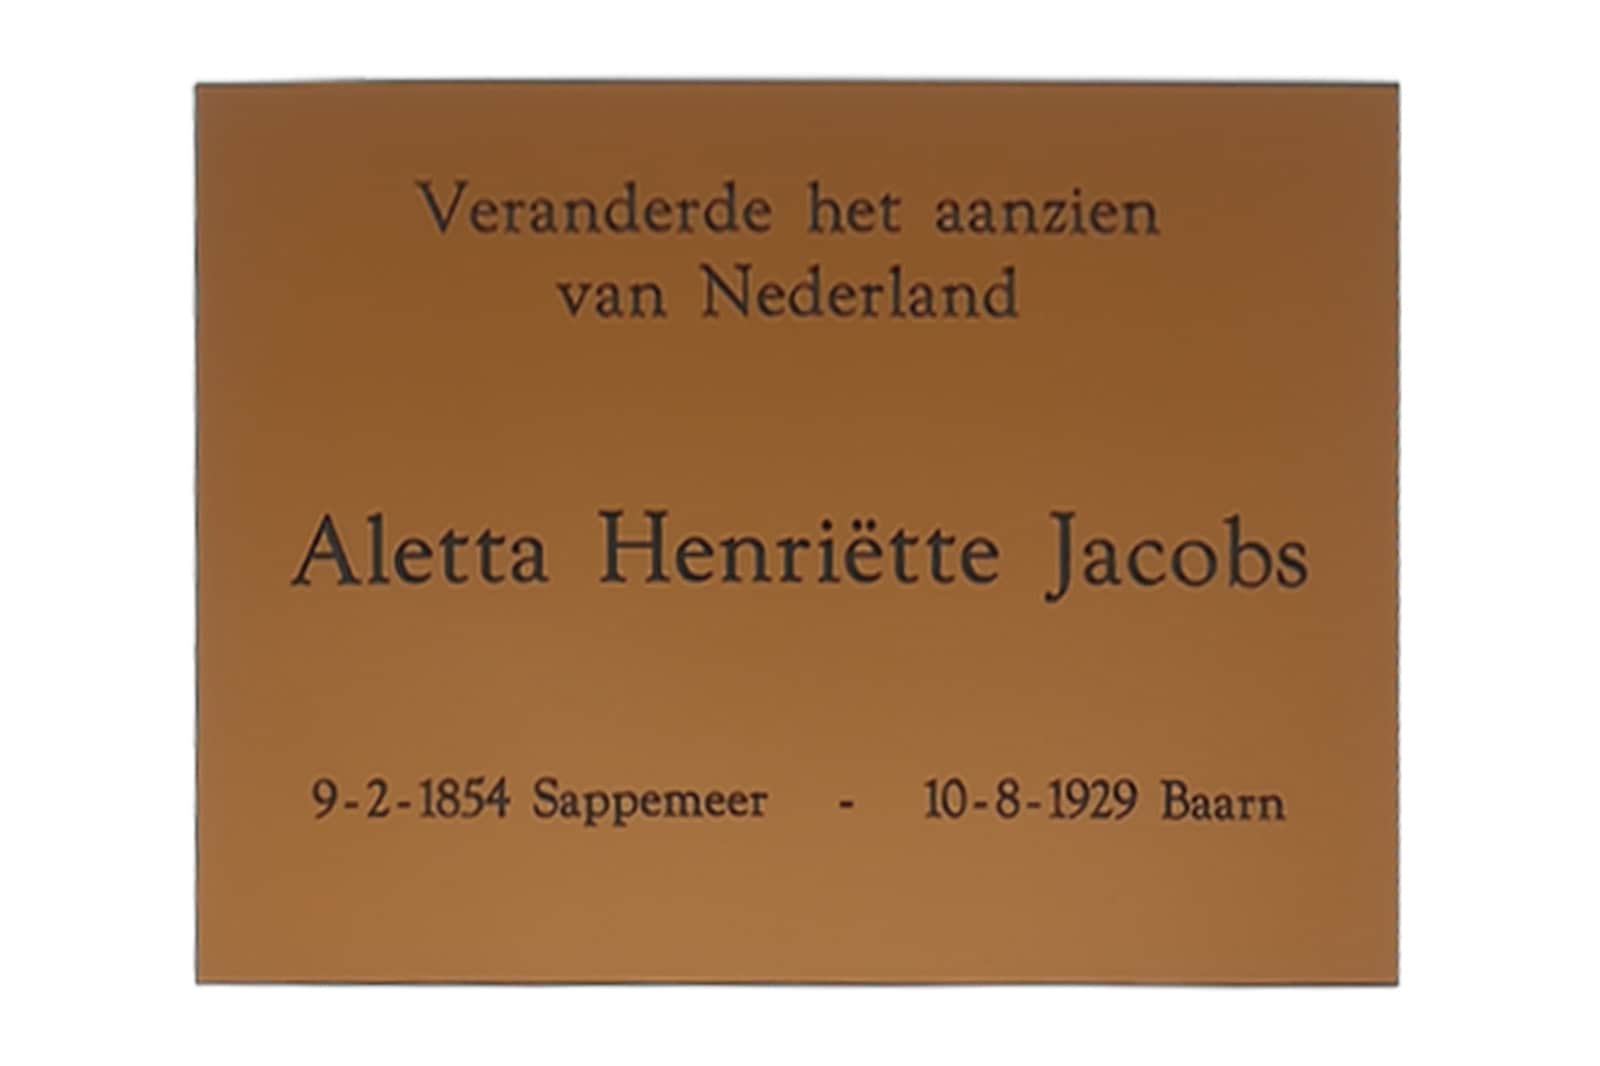 Veranderde het aanzien
van Nederland
Aletta Henriëtte Jacobs
9-2-1854 Sappemeer - 10-8-1929 Baarn